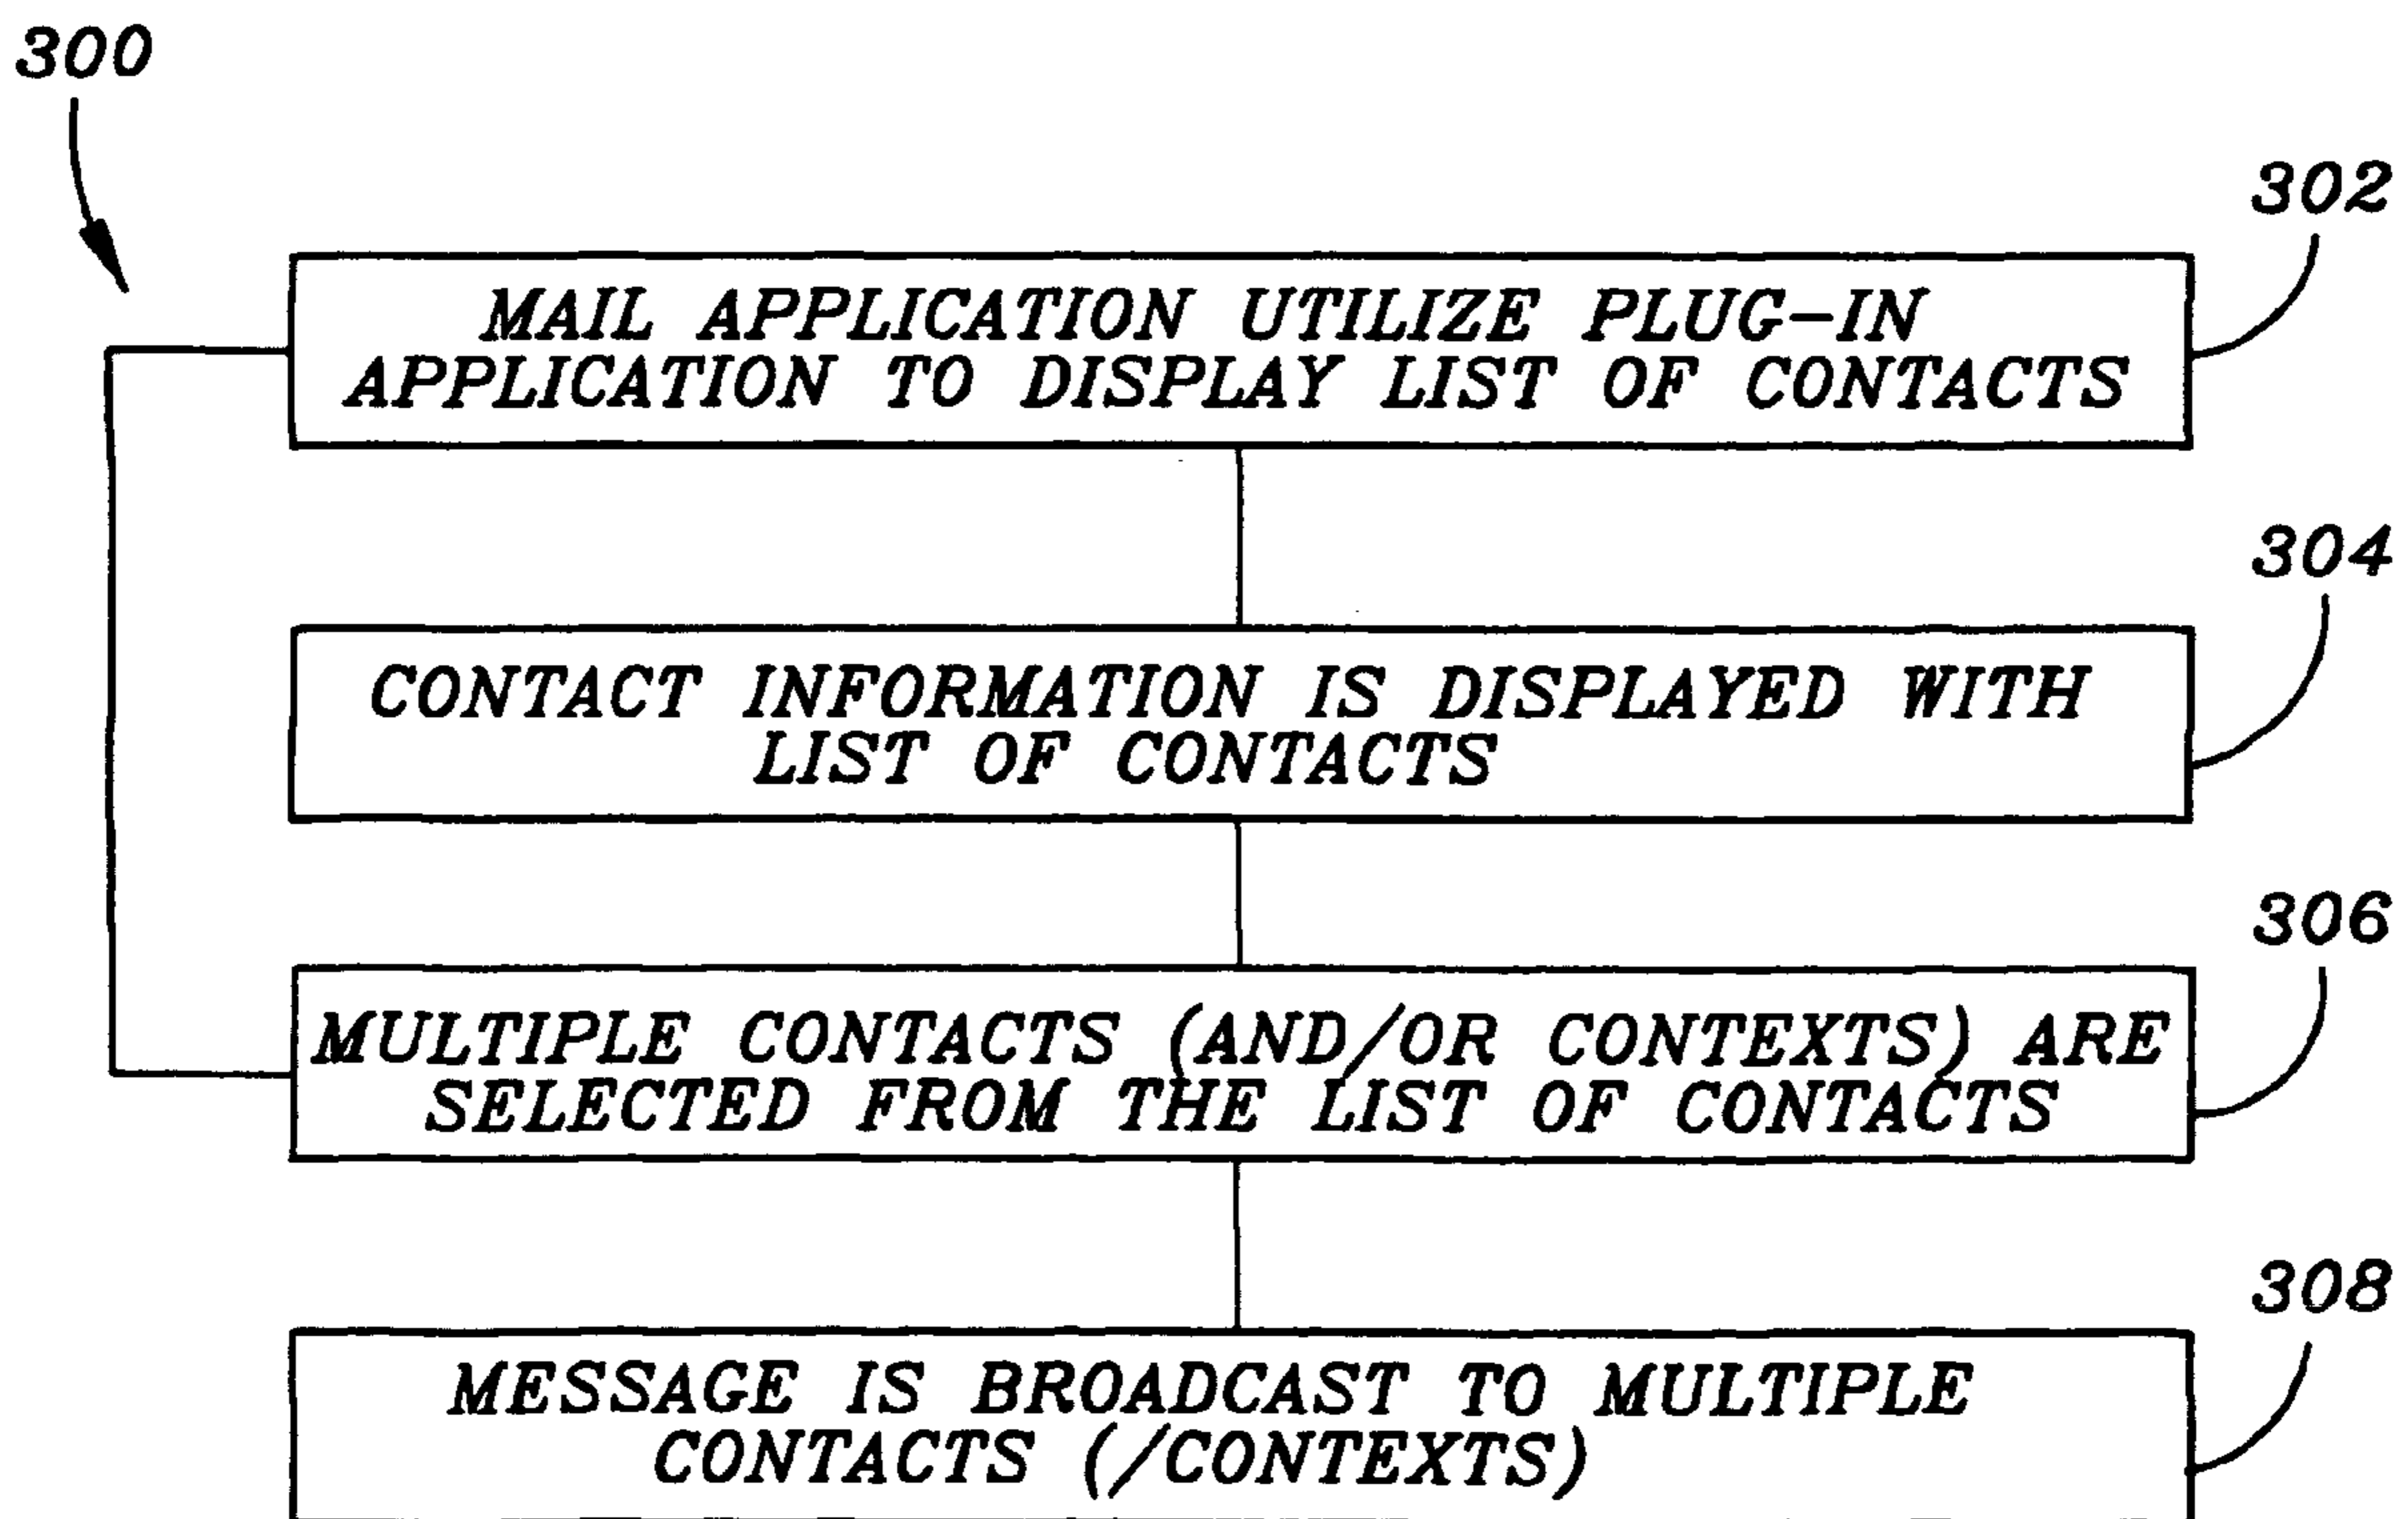 300
302
MAIL APPLICATION UTILIZE PLUG-IN
APPLICATION TO DISPLAY LIST OF CONTACTS
304
CONTACT INFORMATION IS DISPLAYED WITH
LIST OF CONTACTS
306
MULTIPLE CONTACTS (AND/OR CONTEXTS) ARE
SELECTED FROM THE LIST OF CONTACTS
308
MESSAGE IS BROADCAST TO MULTIPLE
CONTACTS (/CONTEXTS)